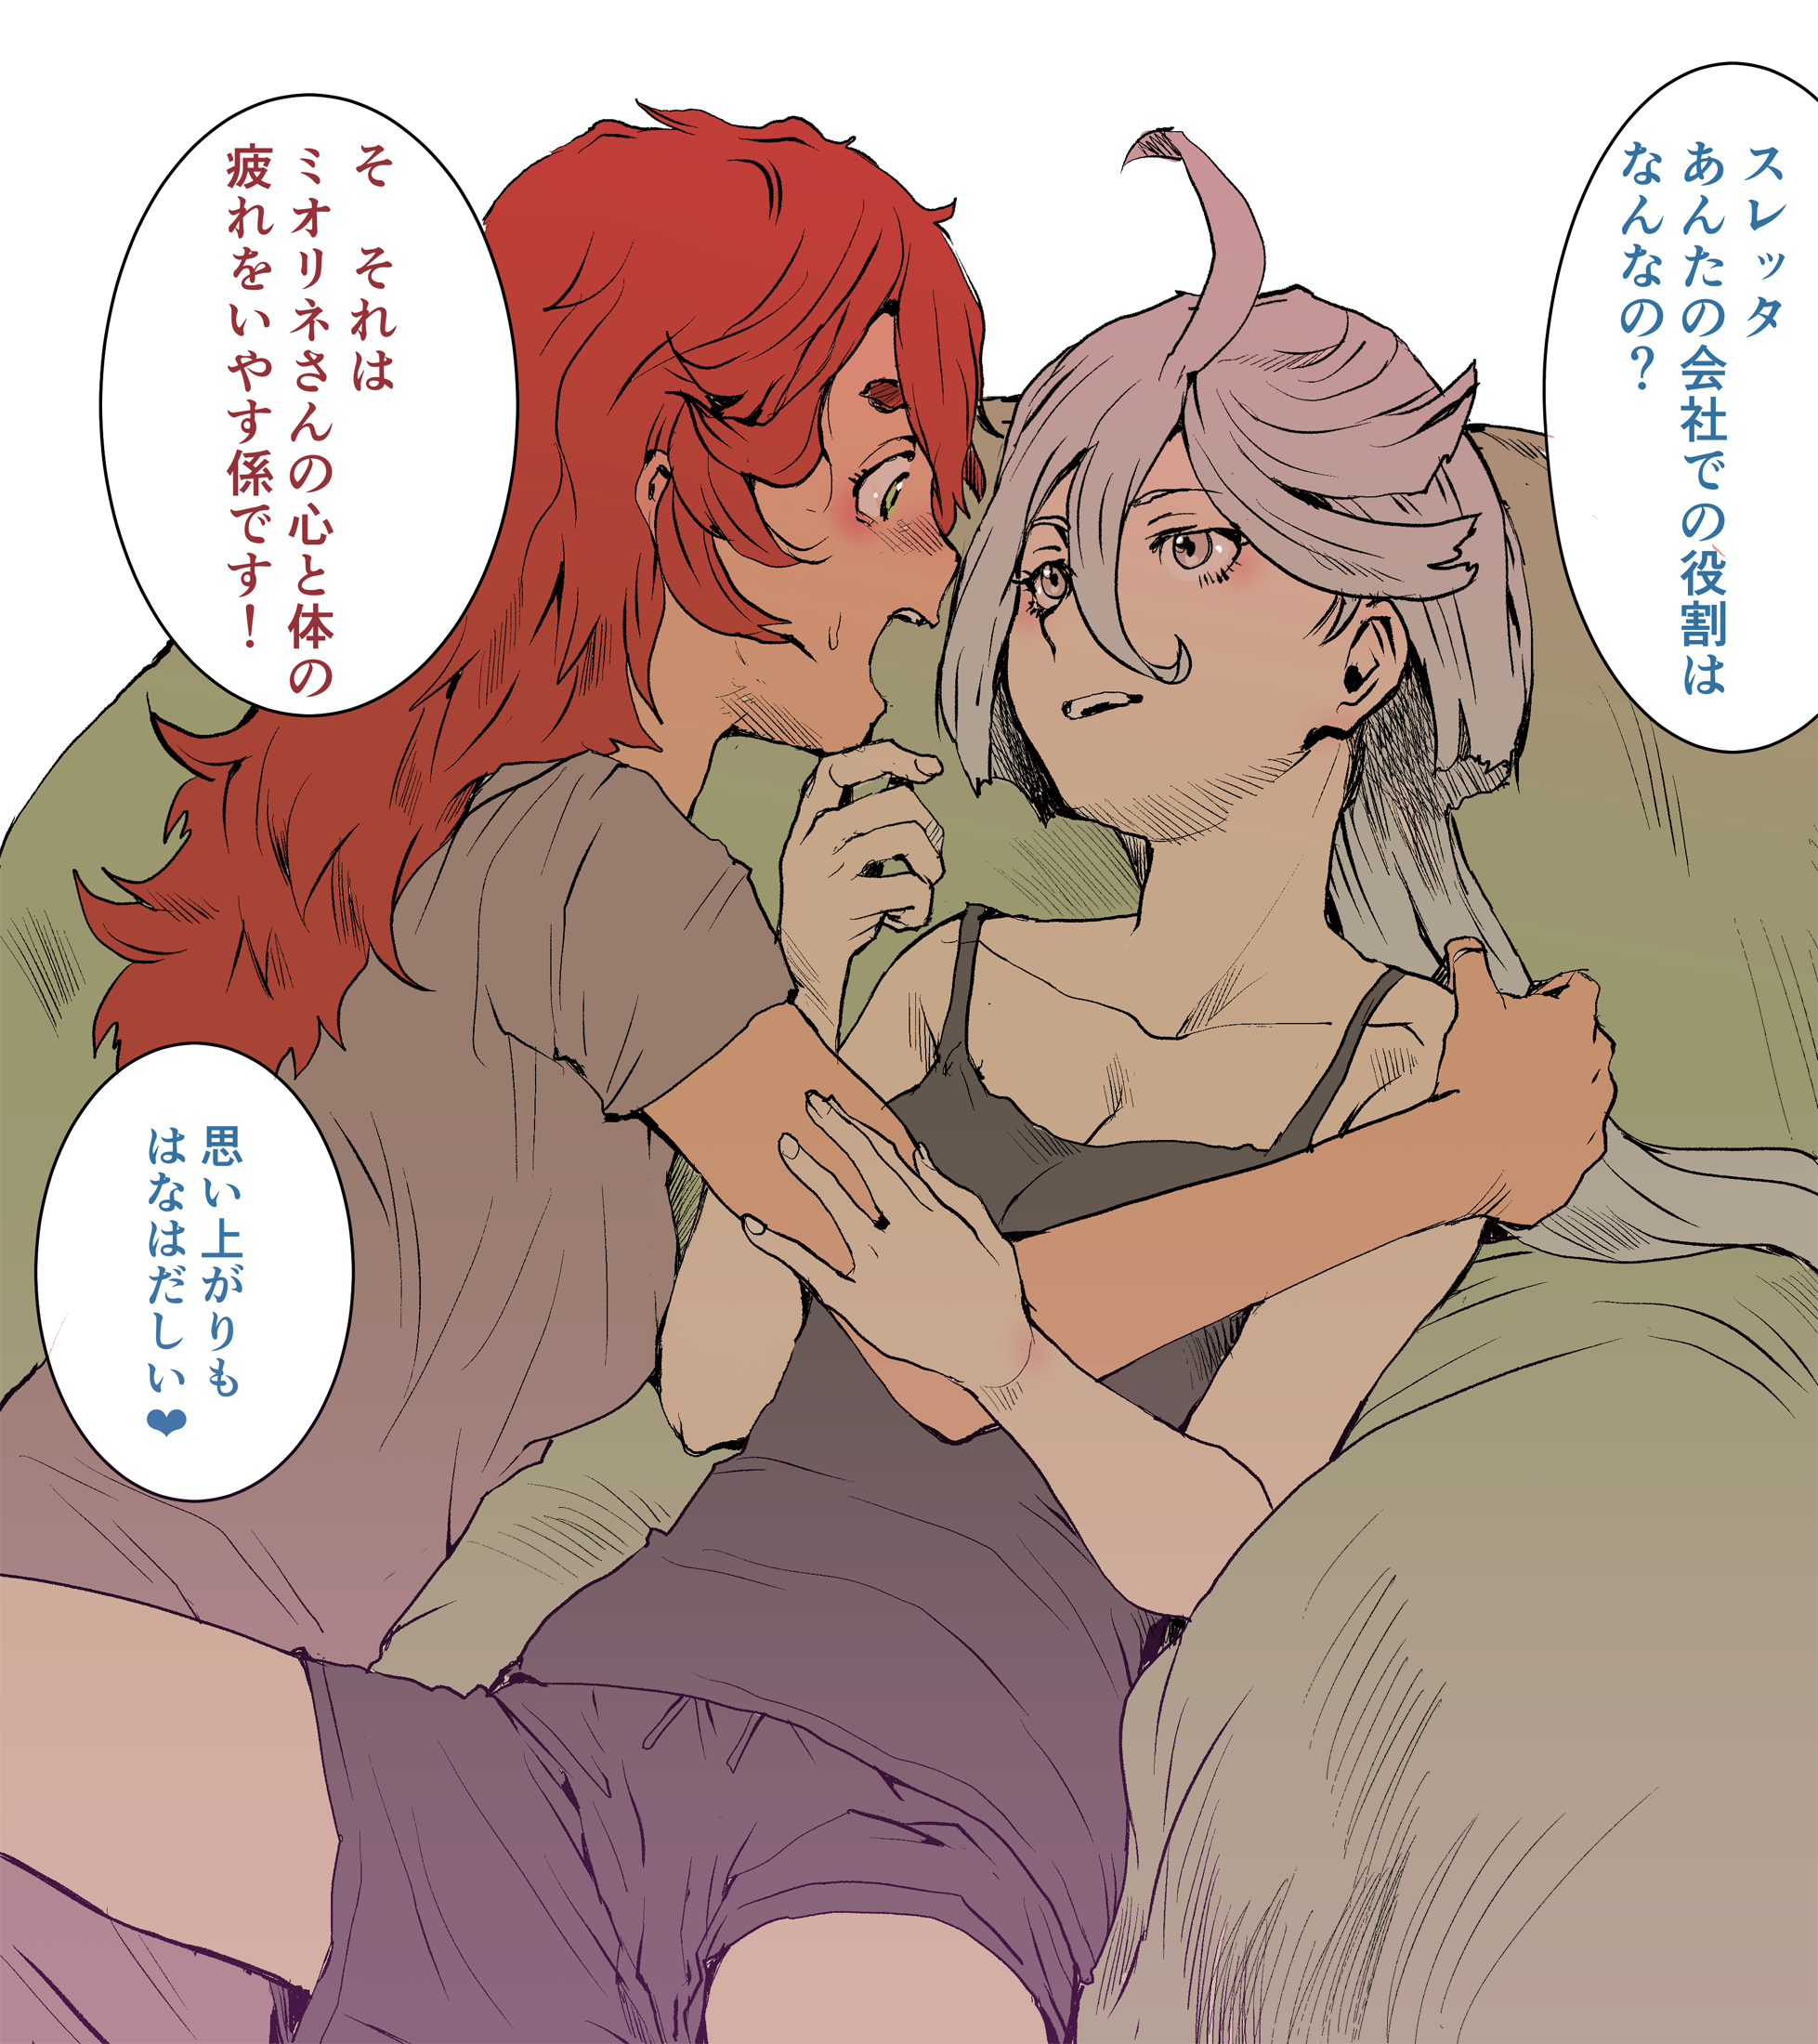 スレッタ
あんたの会社での役割は
なんなの？
そ　それは
ミオリネさんの心と体の
疲れをいやす係です！
思い上がりも
はなはだしい❤